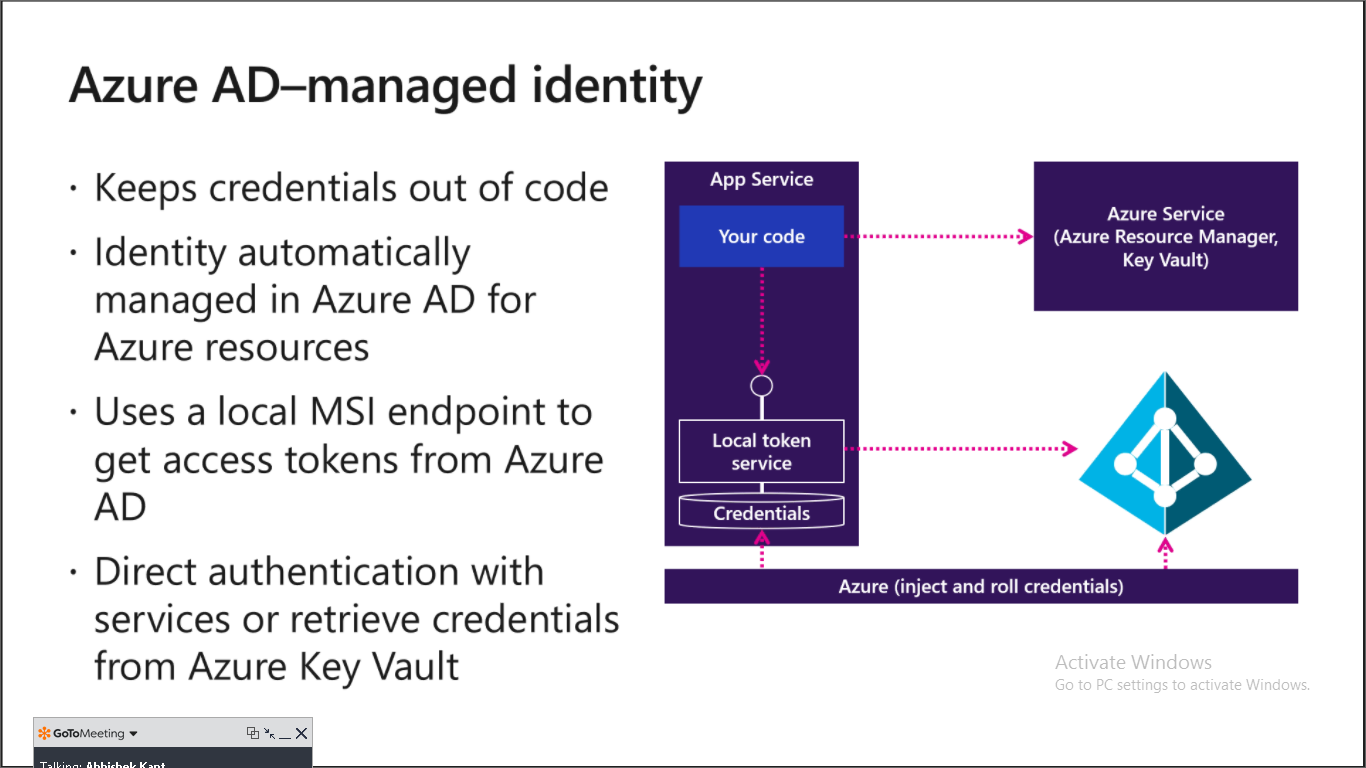 Azure AD–managed identity
· Keeps credentials out of code
· Identity automatically
managed in Azure AD for
Azure resources
· Uses a local MSI endpoint to
get access tokens from Azure
AD
· Direct authentication with
services or retrieve credentials
from Azure Key Vault
App Service
Your code
Azure Service
(Azure Resource Manager,
Key Vault)
Local token
service
Credentials
Azure (inject and roll credentials)
Activate Windows
Go to PC settings to activate Windows.
GoToMeeting
Talking: Abhishek Kant